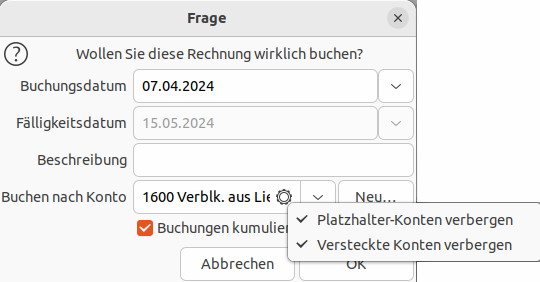 Frage
Wollen Sie diese Rechnung wirklich buchen?
Buchungsdatum 07.04.2024
Fälligkeitsdatum 15.05.2024
Beschreibung
Buchen nach Konto 1600 Verblk. aus Lie Neu...
Platzhalter-Konten verbergen
Buchungen kumulier
Versteckte Konten verbergen
Abbrechen OK